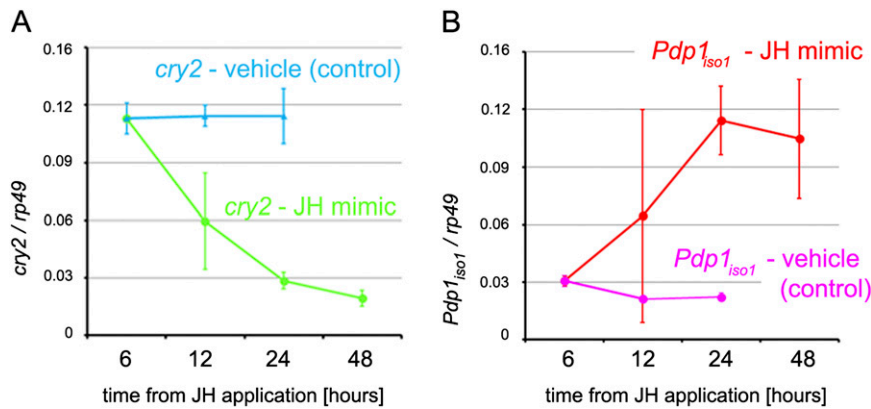 A
0.16
0.12
0.09
0.06
0.03
0
cry2 / rp49
cry2 - vehicle (control)
cry2 - JH mimic
6 12 24 48
time from JH application [hours]
B
0.16
0.12
0.09
0.06
0.03
0
Pdp1iso1 / rp49
Pdp1iso1 - JH mimic
Pdp1iso1 - vehicle
(control)
6 12 24 48
time from JH application [hours]